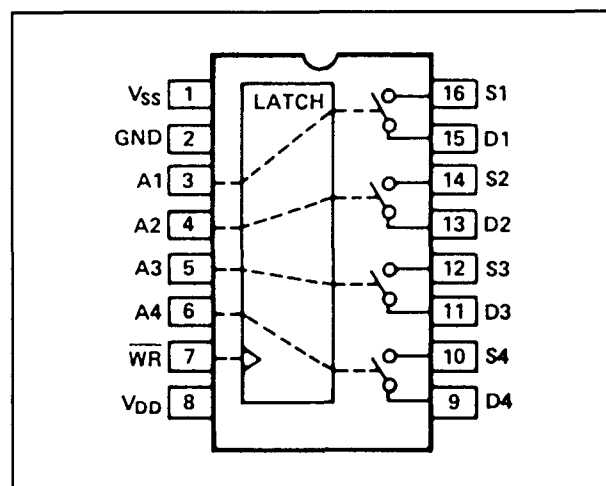 VSS 1
GND 2
A1 3
A2 4
A3 5
A4 6
WR 7
VDD 8
LATCH
16 S1
15 D1
14 S2
13 D2
12 S3
11 D3
10 S4
9 D4